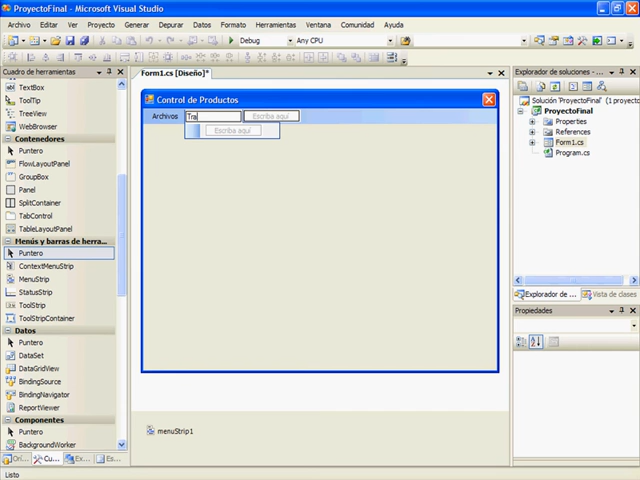 ProyectoFinal - Microsoft Visual Studio
Archivo Editar Ver Proyecto Generar Depurar Datos Formato Herramientas Ventana Comunidad Ayuda
Debug Any CPU
Cuadro de herramientas
TextBox
ToolTip
TreeView
WebBrowser
Contenedores
Puntero
FlowLayoutPanel
GroupBox
Panel
SplitContainer
TabControl
TableLayoutPanel
Menús y barras de herra...
Puntero
ContextMenuStrip
MenuStrip
StatusStrip
ToolStrip
ToolStripContainer
Datos
Puntero
DataSet
DataGridView
BindingSource
BindingNavigator
ReportViewer
Componentes
Puntero
BackgroundWorker
Orí... Cu... Ex... Es...
Form1.cs [Diseño]*
Control de Productos
Archivos Tra Escriba aquí
Escriba aquí
menuStrip1
Explorador de soluciones - ...
Solución 'ProyectoFinal' (1 proyecto
ProyectoFinal
Properties
References
Form1.cs
Program.cs
Explorador de ... Vista de clases
Propiedades
Listo